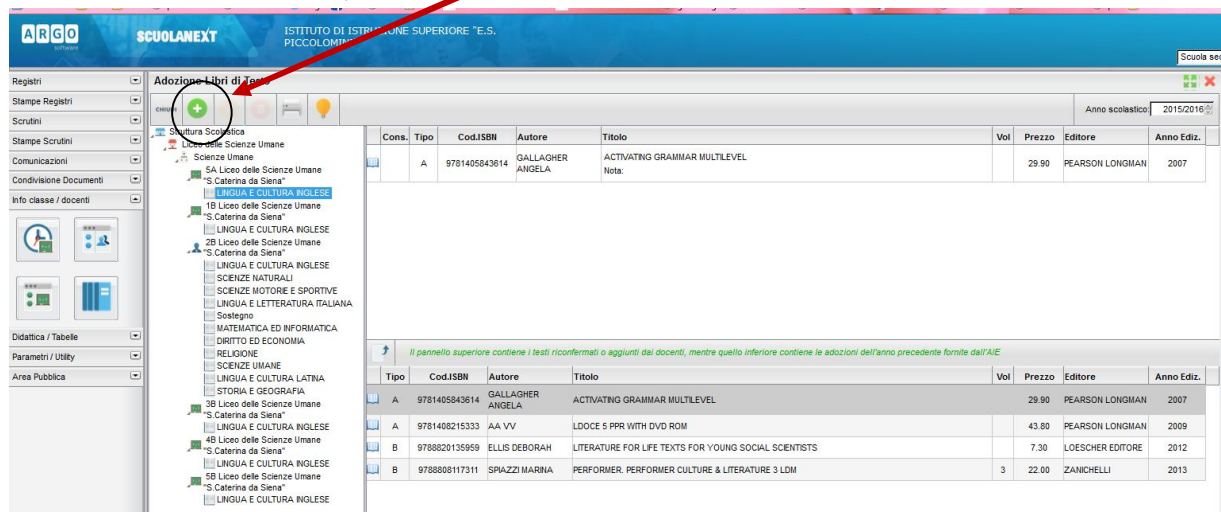 ARGO
software
SCUOLANEXT
ISTITUTO DI ISTRUZIONE SUPERIORE "E.S.
PICCOLOMINI
Scuola sec
Registri
Stampe Registri
Scrutini
Stampe Scrutini
Comunicazioni
Condivisione Documenti
Info classe / docenti
Didattica / Tabelle
Parametri / Utility
Area Pubblica
Adozione Libri di Testo
CHIUDI
Anno scolastico: 2015/2016
Struttura Scolastica
Liceo delle Scienze Umane
Scienze Umane
5A Liceo delle Scienze Umane
"S.Caterina da Siena"
LINGUA E CULTURA INGLESE
1B Liceo delle Scienze Umane
"S.Caterina da Siena"
LINGUA E CULTURA INGLESE
2B Liceo delle Scienze Umane
"S.Caterina da Siena"
LINGUA E CULTURA INGLESE
SCIENZE NATURALI
SCIENZE MOTORIE E SPORTIVE
LINGUA E LETTERATURA ITALIANA
Sostegno
MATEMATICA ED INFORMATICA
DIRITTO ED ECONOMIA
RELIGIONE
SCIENZE UMANE
LINGUA E CULTURA LATINA
STORIA E GEOGRAFIA
3B Liceo delle Scienze Umane
"S.Caterina da Siena"
LINGUA E CULTURA INGLESE
4B Liceo delle Scienze Umane
"S.Caterina da Siena"
LINGUA E CULTURA INGLESE
5B Liceo delle Scienze Umane
"S.Caterina da Siena"
LINGUA E CULTURA INGLESE
Cons. Tipo Cod.ISBN Autore Titolo Vol Prezzo Editore Anno Ediz.
A 9781405843614 GALLAGHER ANGELA ACTIVATING GRAMMAR MULTILEVEL 29.90 PEARSON LONGMAN 2007
Nota:
Il pannello superiore contiene i testi riconfermati o aggiunti dai docenti, mentre quello inferiore contiene le adozioni dell'anno precedente fornite dall'AIE
Tipo Cod.ISBN Autore Titolo Vol Prezzo Editore Anno Ediz.
A 9781405843614 GALLAGHER ANGELA ACTIVATING GRAMMAR MULTILEVEL 29.90 PEARSON LONGMAN 2007
A 9781408215333 AA VV LDOCE 5 PPR WITH DVD ROM 43.80 PEARSON LONGMAN 2009
B 9788820135959 ELLIS DEBORAH LITERATURE FOR LIFE TEXTS FOR YOUNG SOCIAL SCIENTISTS 7.30 LOESCHER EDITORE 2012
B 9788808117311 SPIAZZI MARINA PERFORMER. PERFORMER CULTURE & LITERATURE 3 LDM 3 22.00 ZANICHELLI 2013